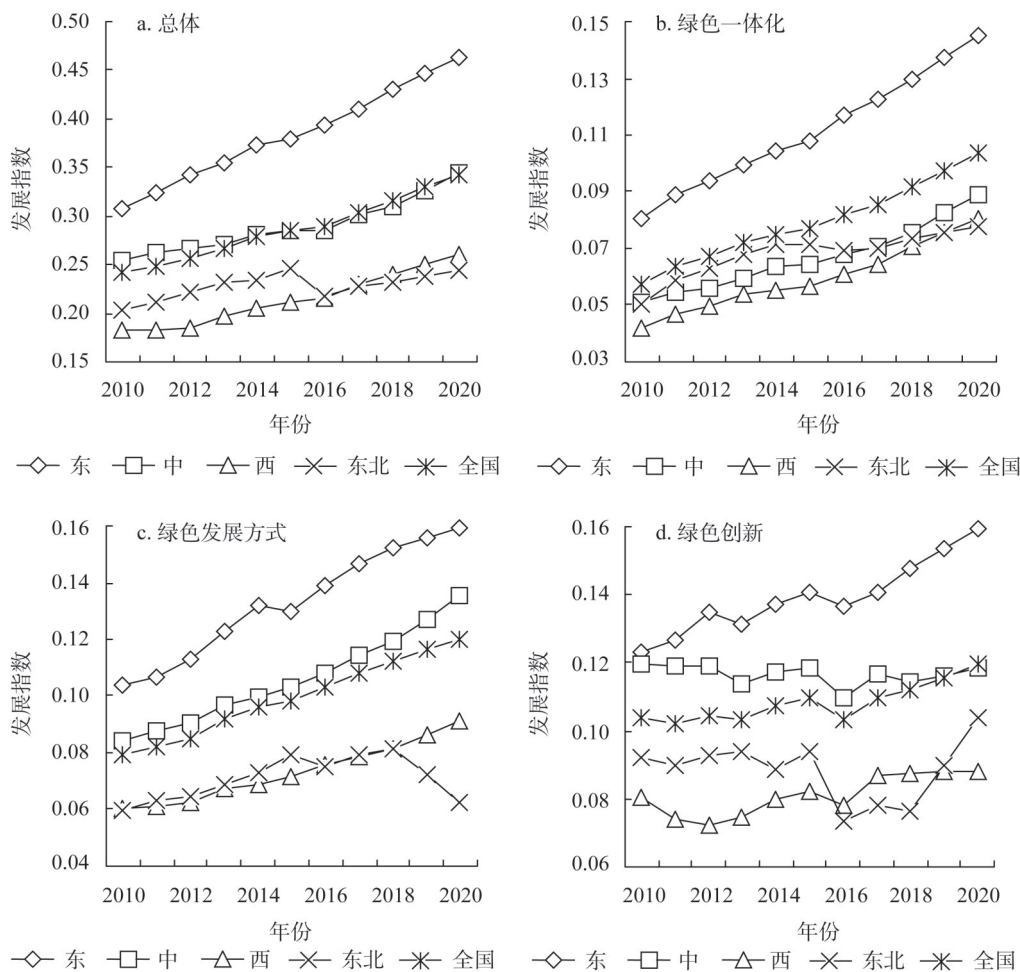 a. 总体
发展指数
0.50
0.45
0.40
0.35
0.30
0.25
0.20
0.15
2010 2012 2014 2016 2018 2020
年份
东 中 西 东北 全国
b. 绿色一体化
发展指数
0.15
0.13
0.11
0.09
0.07
0.05
0.03
2010 2012 2014 2016 2018 2020
年份
东 中 西 东北 全国
c. 绿色发展方式
发展指数
0.16
0.14
0.12
0.10
0.08
0.06
0.04
2010 2012 2014 2016 2018 2020
年份
东 中 西 东北 全国
d. 绿色创新
发展指数
0.16
0.14
0.12
0.10
0.08
0.06
2010 2012 2014 2016 2018 2020
年份
东 中 西 东北 全国